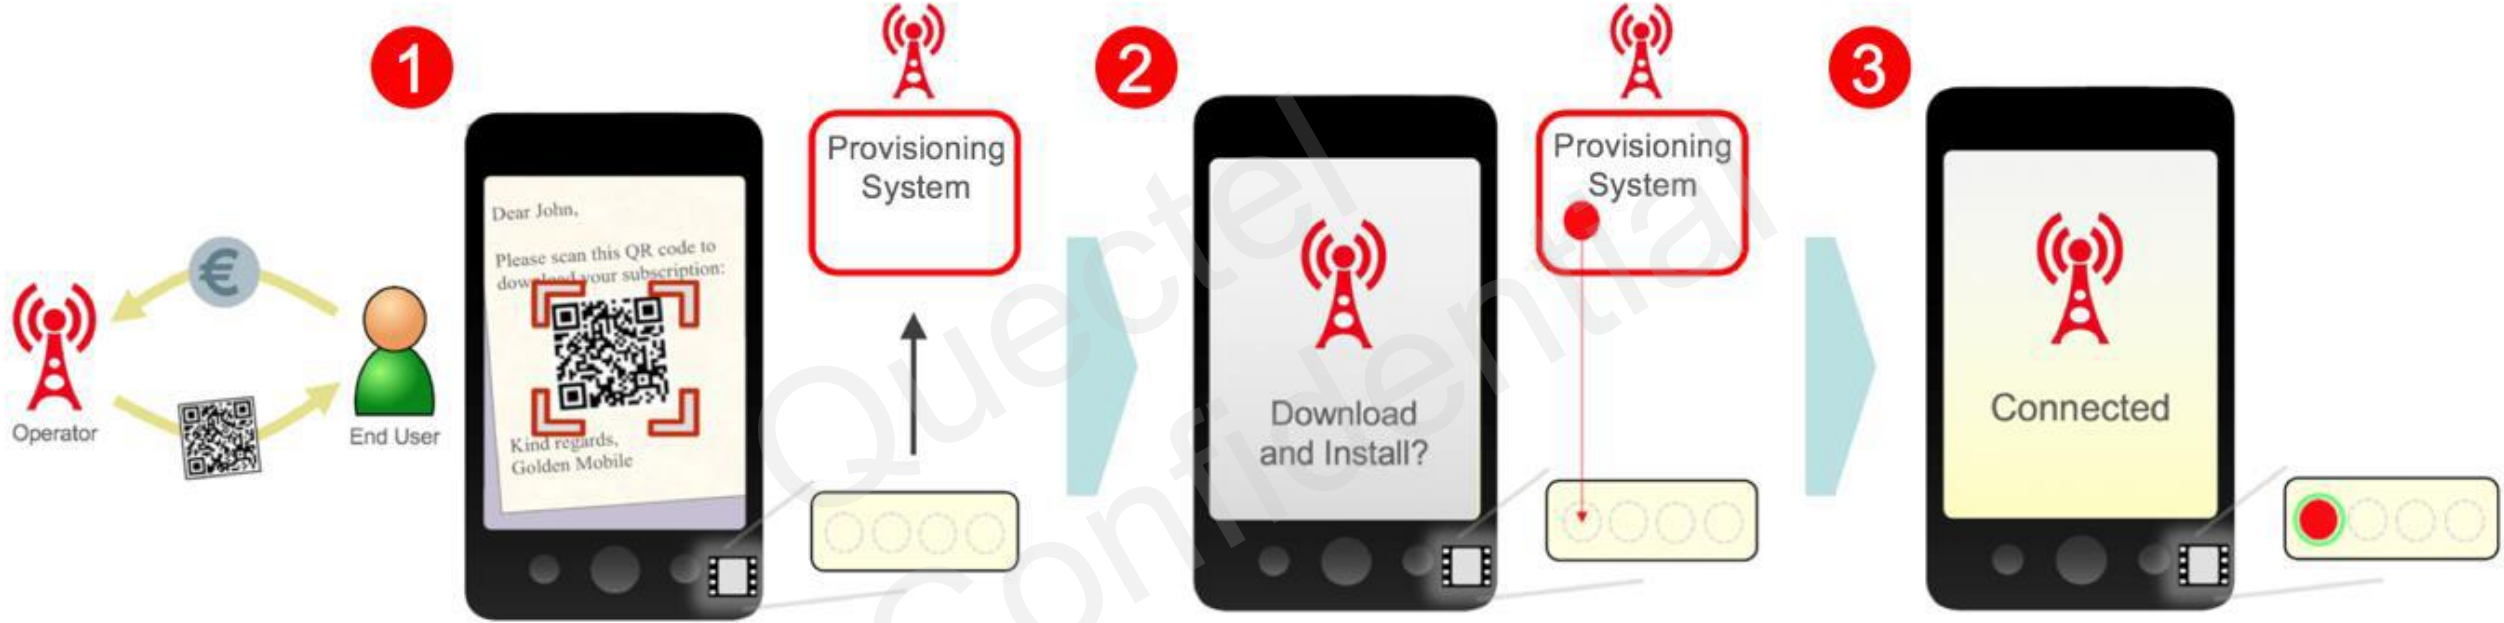 1
Operator
€
End User
Dear John,
Please scan this QR code to
download your subscription:
Kind regards,
Golden Mobile
Provisioning
System
2
Download
and Install?
Provisioning
System
3
Connected
Quectel
Confidential